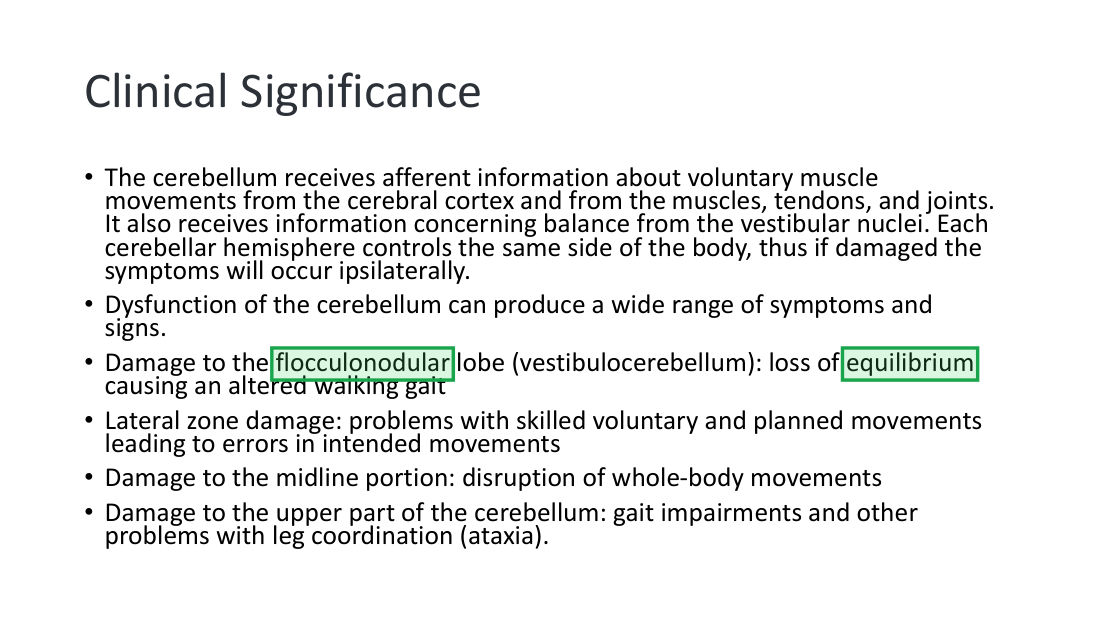 Clinical Significance
• The cerebellum receives afferent information about voluntary muscle
movements from the cerebral cortex and from the muscles, tendons, and joints.
It also receives information concerning balance from the vestibular nuclei. Each
cerebellar hemisphere controls the same side of the body, thus if damaged the
symptoms will occur ipsilaterally.
• Dysfunction of the cerebellum can produce a wide range of symptoms and
signs.
• Damage to the flocculonodular lobe (vestibulocerebellum): loss of equilibrium
causing an altered walking gait
• Lateral zone damage: problems with skilled voluntary and planned movements
leading to errors in intended movements
• Damage to the midline portion: disruption of whole-body movements
• Damage to the upper part of the cerebellum: gait impairments and other
problems with leg coordination (ataxia).